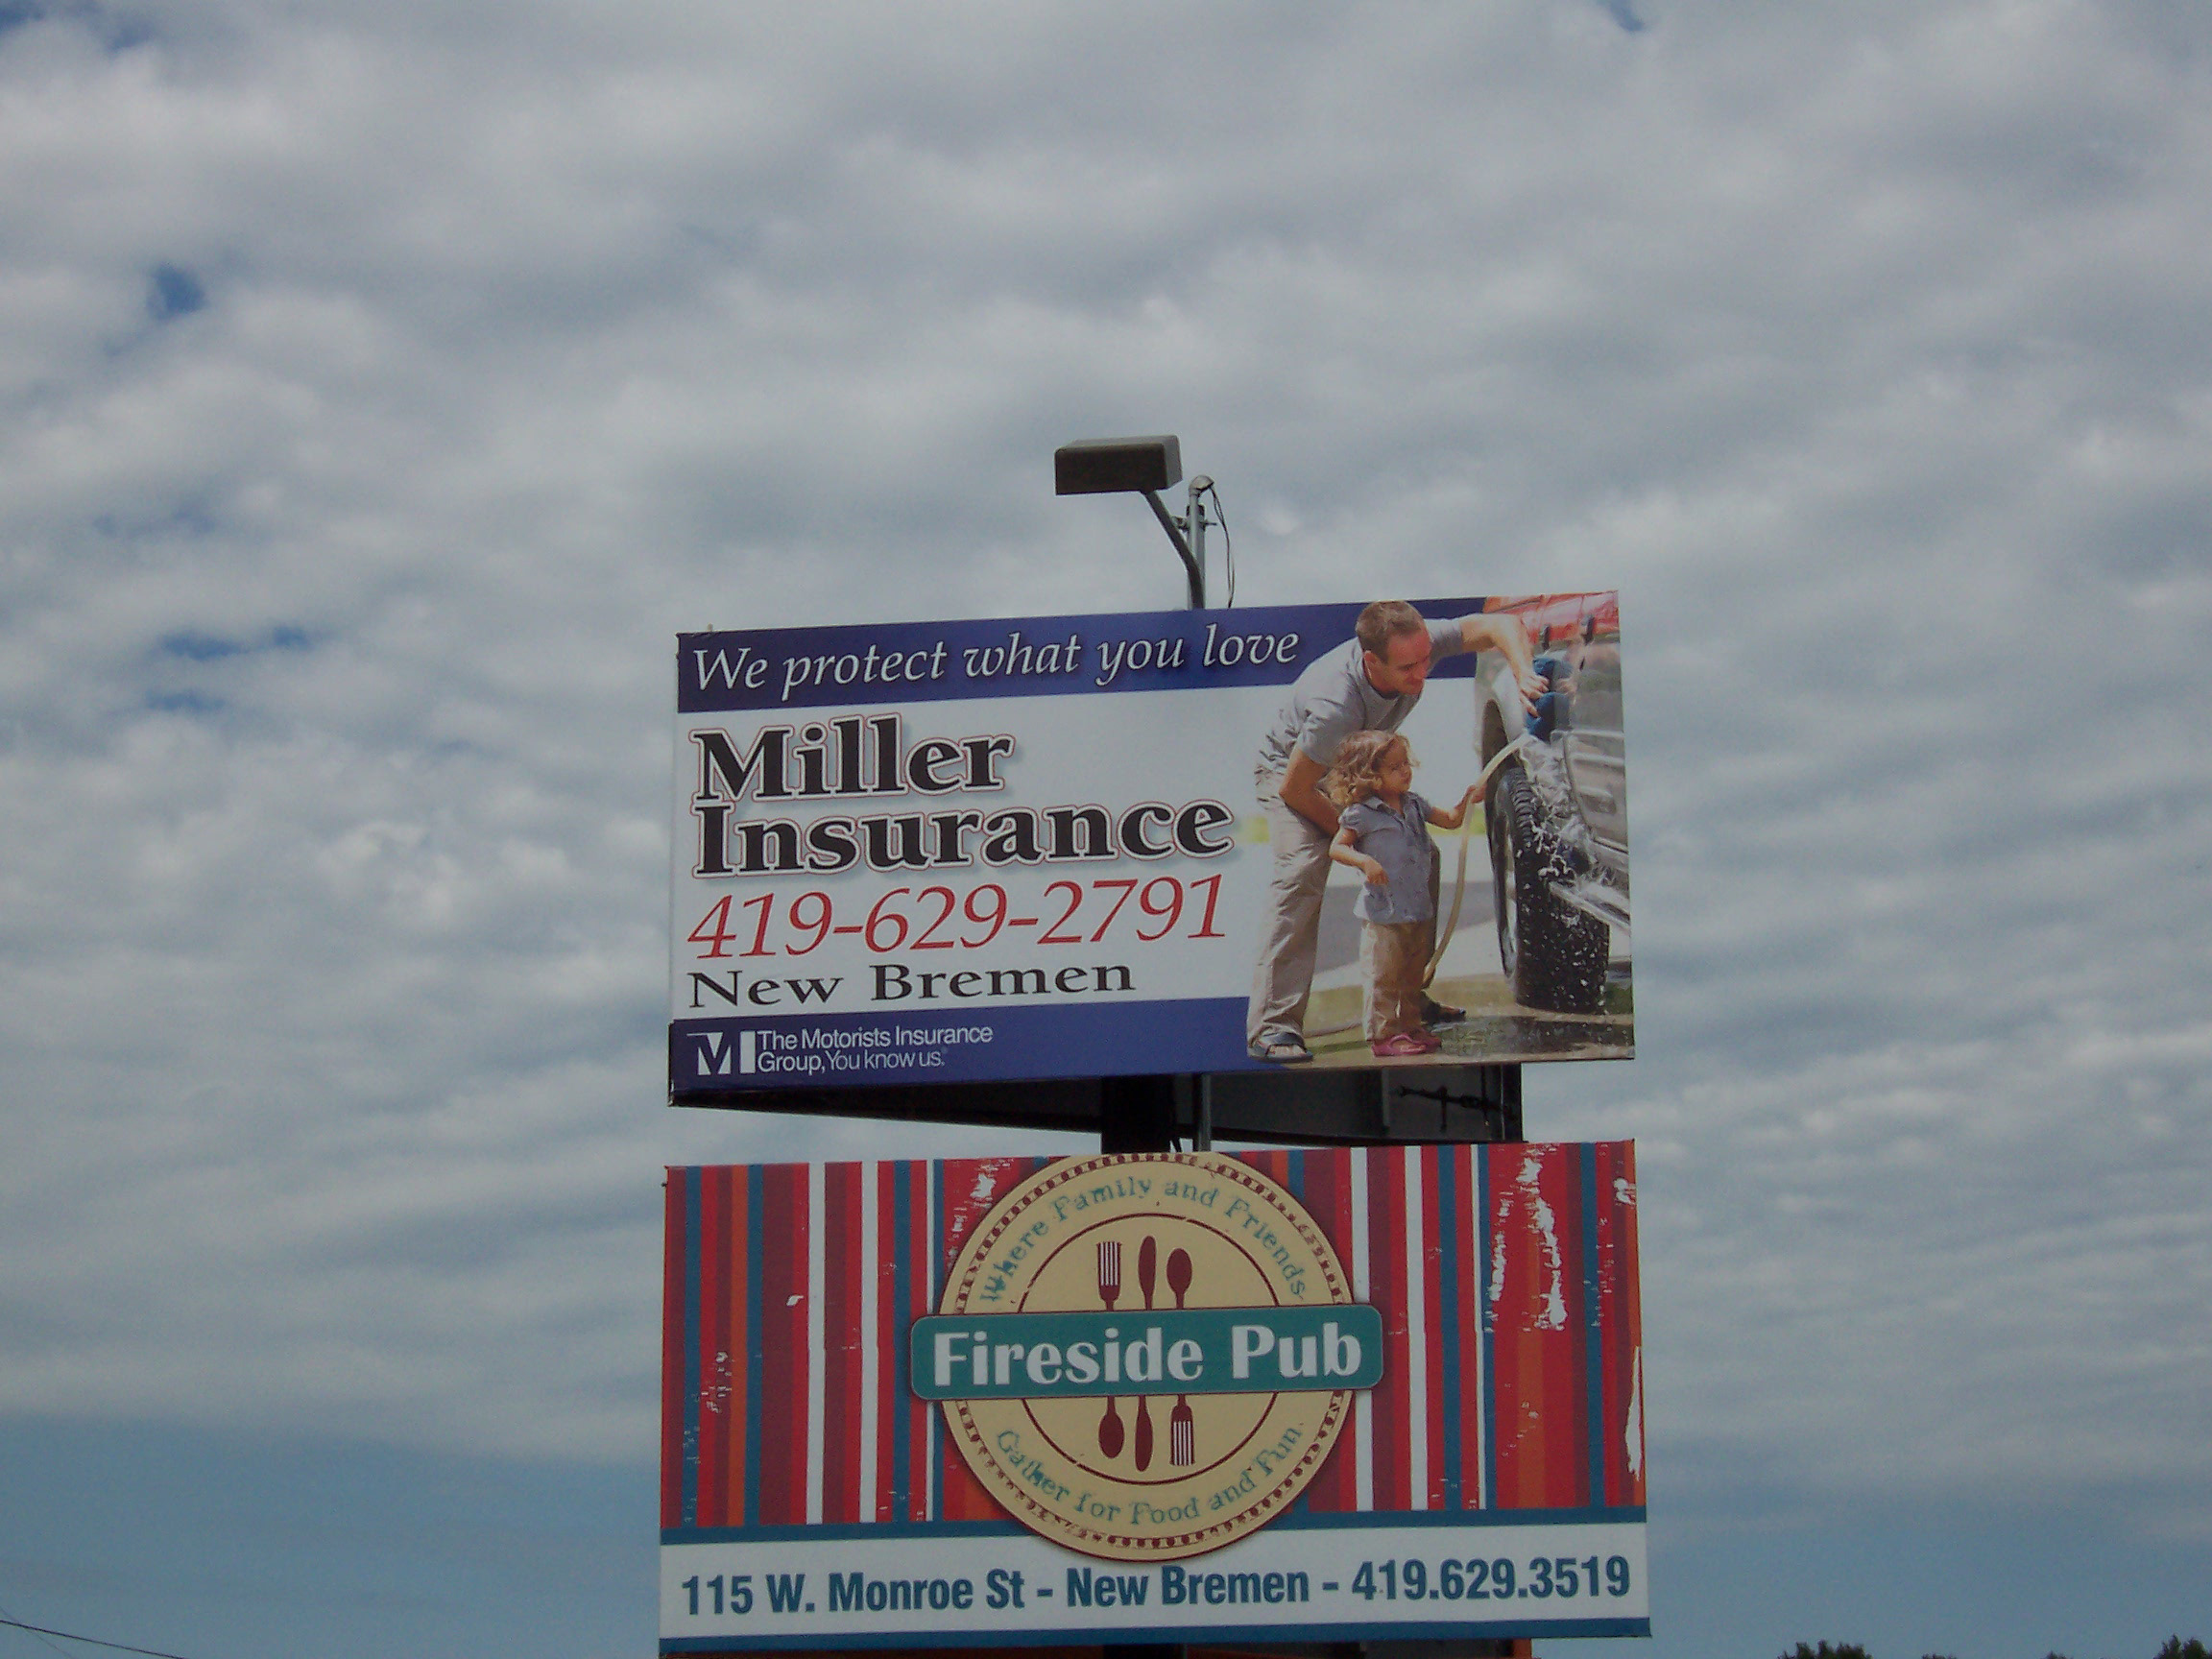 We protect what you love
Miller
Insurance
419-629-2791
New Bremen
MI
The Motorists Insurance
Group, You know us.®
Where Family and Friends
Fireside Pub
Gather for Food and Fun
115 W. Monroe St - New Bremen - 419.629.3519